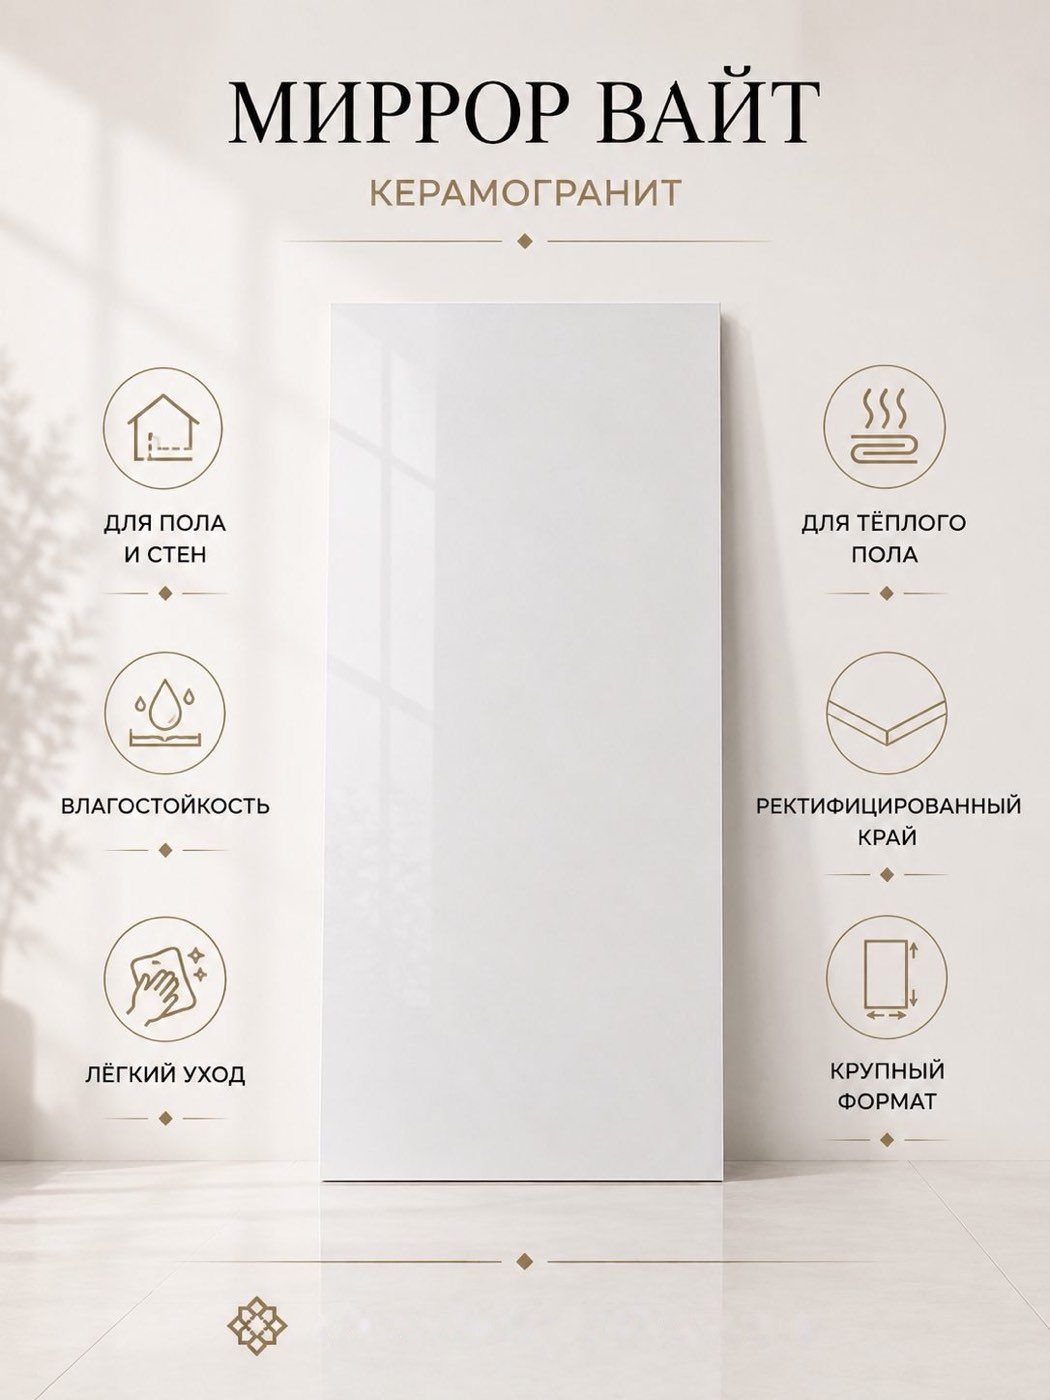 МИРРОР ВАЙТ
КЕРАМОГРАНИТ
ДЛЯ ПОЛА
И СТЕН
ВЛАГОСТОЙКОСТЬ
ЛЁГКИЙ УХОД
ДЛЯ ТЁПЛОГО
ПОЛА
РЕКТИФИЦИРОВАННЫЙ
КРАЙ
КРУПНЫЙ
ФОРМАТ